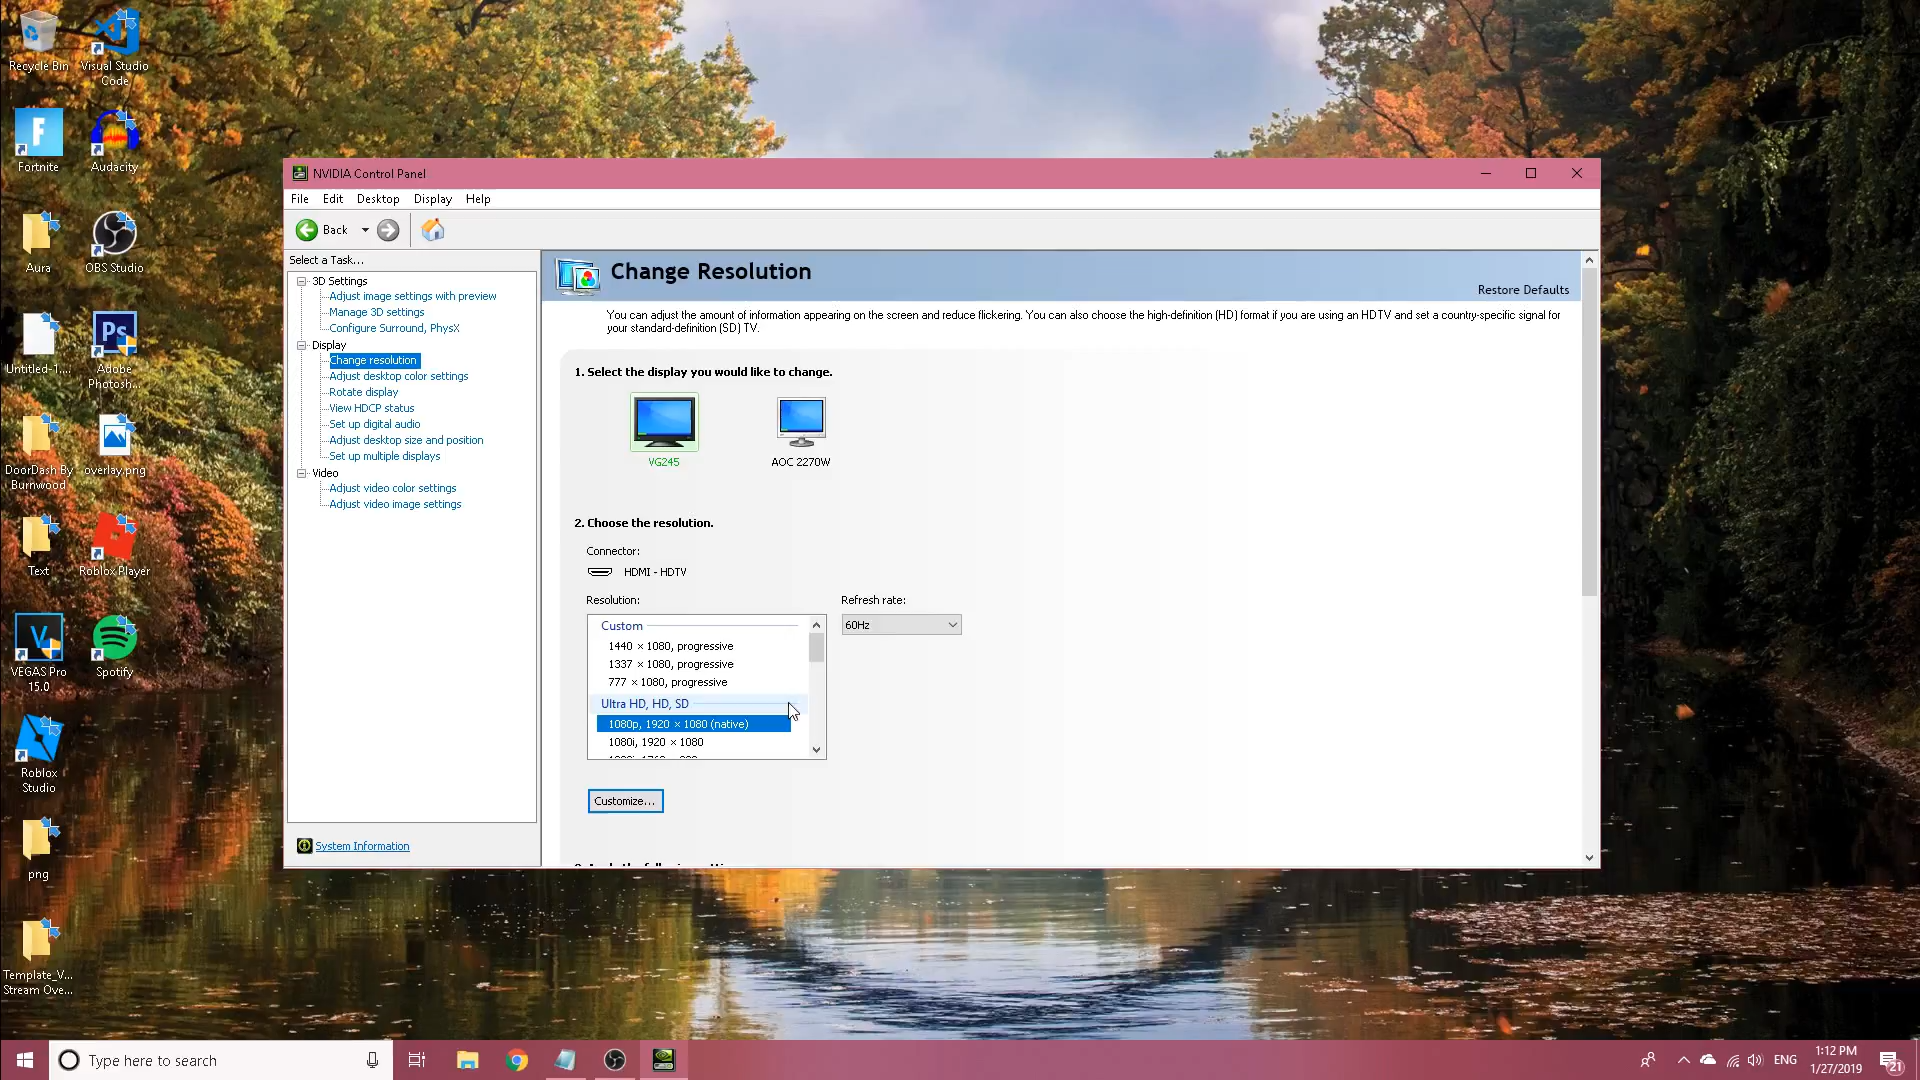 Recycle Bin
Visual Studio
Code
Fortnite
Audacity
Aura
OBS Studio
Untitled-1....
Adobe
Photosh...
DoorDash By
Burnwood
overlay.png
Text
Roblox Player
VEGAS Pro
15.0
Spotify
Roblox
Studio
png
Template_V...
Stream Ove...
NVIDIA Control Panel
File Edit Desktop Display Help
Back
Select a Task...
3D Settings
Adjust image settings with preview
Manage 3D settings
Configure Surround, PhysX
Display
Change resolution
Adjust desktop color settings
Rotate display
View HDCP status
Set up digital audio
Adjust desktop size and position
Set up multiple displays
Video
Adjust video color settings
Adjust video image settings
System Information
Change Resolution
Restore Defaults
You can adjust the amount of information appearing on the screen and reduce flickering. You can also choose the high-definition (HD) format if you are using an HDTV and set a country-specific signal for
your standard-definition (SD) TV.
1. Select the display you would like to change.
VG245
AOC 2270W
2. Choose the resolution.
Connector:
HDMI - HDTV
Resolution:
Refresh rate:
60Hz
Custom
1440 × 1080, progressive
1337 × 1080, progressive
777 × 1080, progressive
Ultra HD, HD, SD
1080p, 1920 × 1080 (native)
1080i, 1920 × 1080
Customize...
Type here to search
ENG
1:12 PM
1/27/2019
21